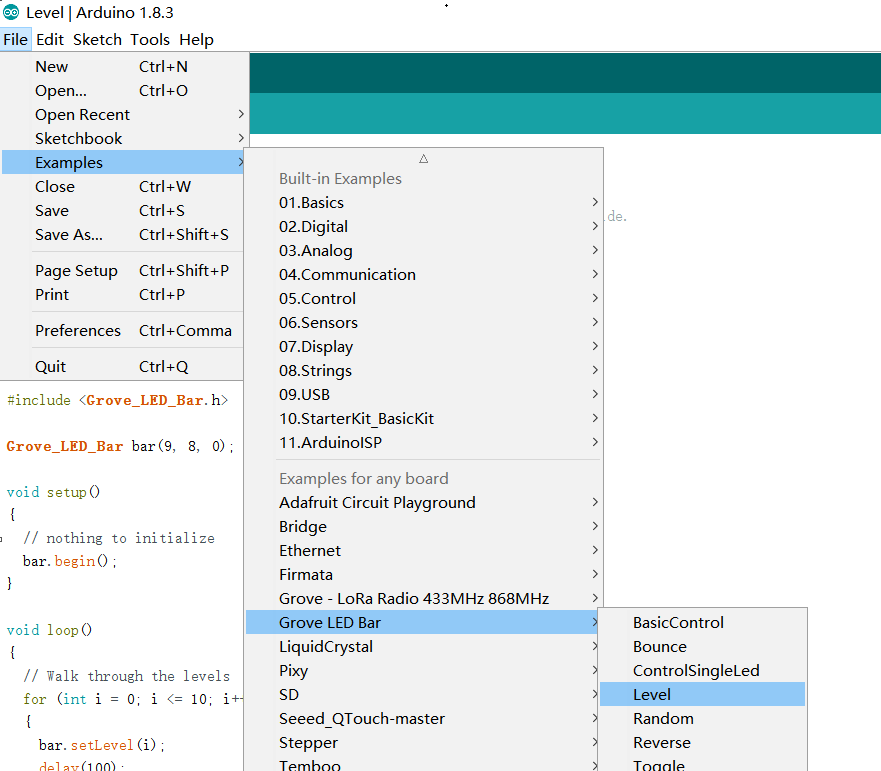 Level | Arduino 1.8.3
File Edit Sketch Tools Help
New Ctrl+N
Open... Ctrl+O
Open Recent
Sketchbook
Examples
Close Ctrl+W
Save Ctrl+S
Save As... Ctrl+Shift+S
Page Setup Ctrl+Shift+P
Print Ctrl+P
Preferences Ctrl+Comma
Quit Ctrl+Q
Built-in Examples
01.Basics
02.Digital
03.Analog
04.Communication
05.Control
06.Sensors
07.Display
08.Strings
09.USB
10.StarterKit_BasicKit
11.ArduinoISP
Examples for any board
Adafruit Circuit Playground
Bridge
Ethernet
Firmata
Grove - LoRa Radio 433MHz 868MHz
Grove LED Bar
LiquidCrystal
Pixy
SD
Seeed_QTouch-master
Stepper
Temboo
BasicControl
Bounce
ControlSingleLed
Level
Random
Reverse
Toggle
de.
#include <Grove_LED_Bar.h>
Grove_LED_Bar bar(9, 8, 0);
void setup()
{
// nothing to initialize
bar.begin();
}
void loop()
{
// Walk through the levels
for (int i = 0; i <= 10; i+
{
bar.setLevel(i);
delay(100);